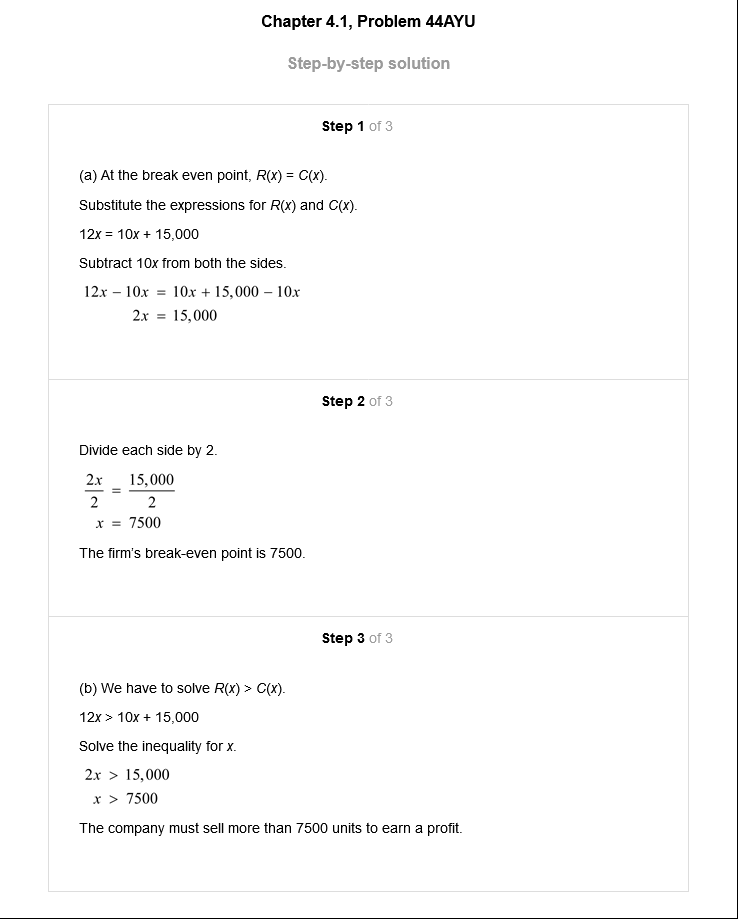 Chapter 4.1, Problem 44AYU
Step-by-step solution
Step 1 of 3
(a) At the break even point, R(x) = C(x).
Substitute the expressions for R(x) and C(x).
12x = 10x + 15,000
Subtract 10x from both the sides.
12x − 10x = 10x + 15,000 − 10x
2x = 15,000
Step 2 of 3
Divide each side by 2.
2x/2 = 15,000/2
x = 7500
The firm's break-even point is 7500.
Step 3 of 3
(b) We have to solve R(x) > C(x).
12x > 10x + 15,000
Solve the inequality for x.
2x > 15,000
x > 7500
The company must sell more than 7500 units to earn a profit.